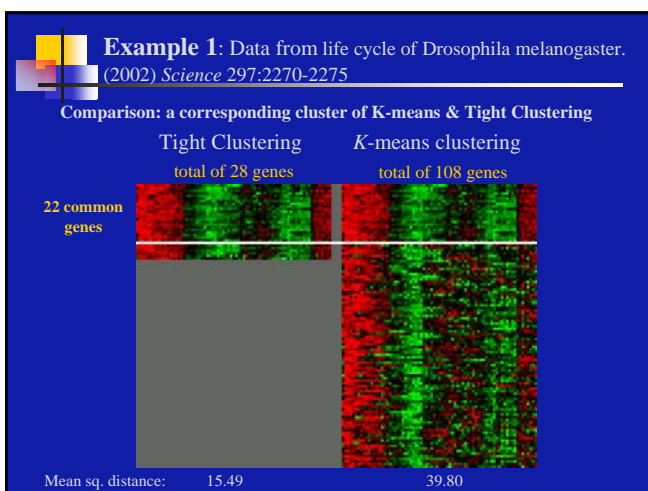 Example 1: Data from life cycle of Drosophila melanogaster.
(2002) Science 297:2270-2275
Comparison: a corresponding cluster of K-means & Tight Clustering
Tight Clustering K-means clustering
total of 28 genes total of 108 genes
22 common
genes
Mean sq. distance: 15.49 39.80